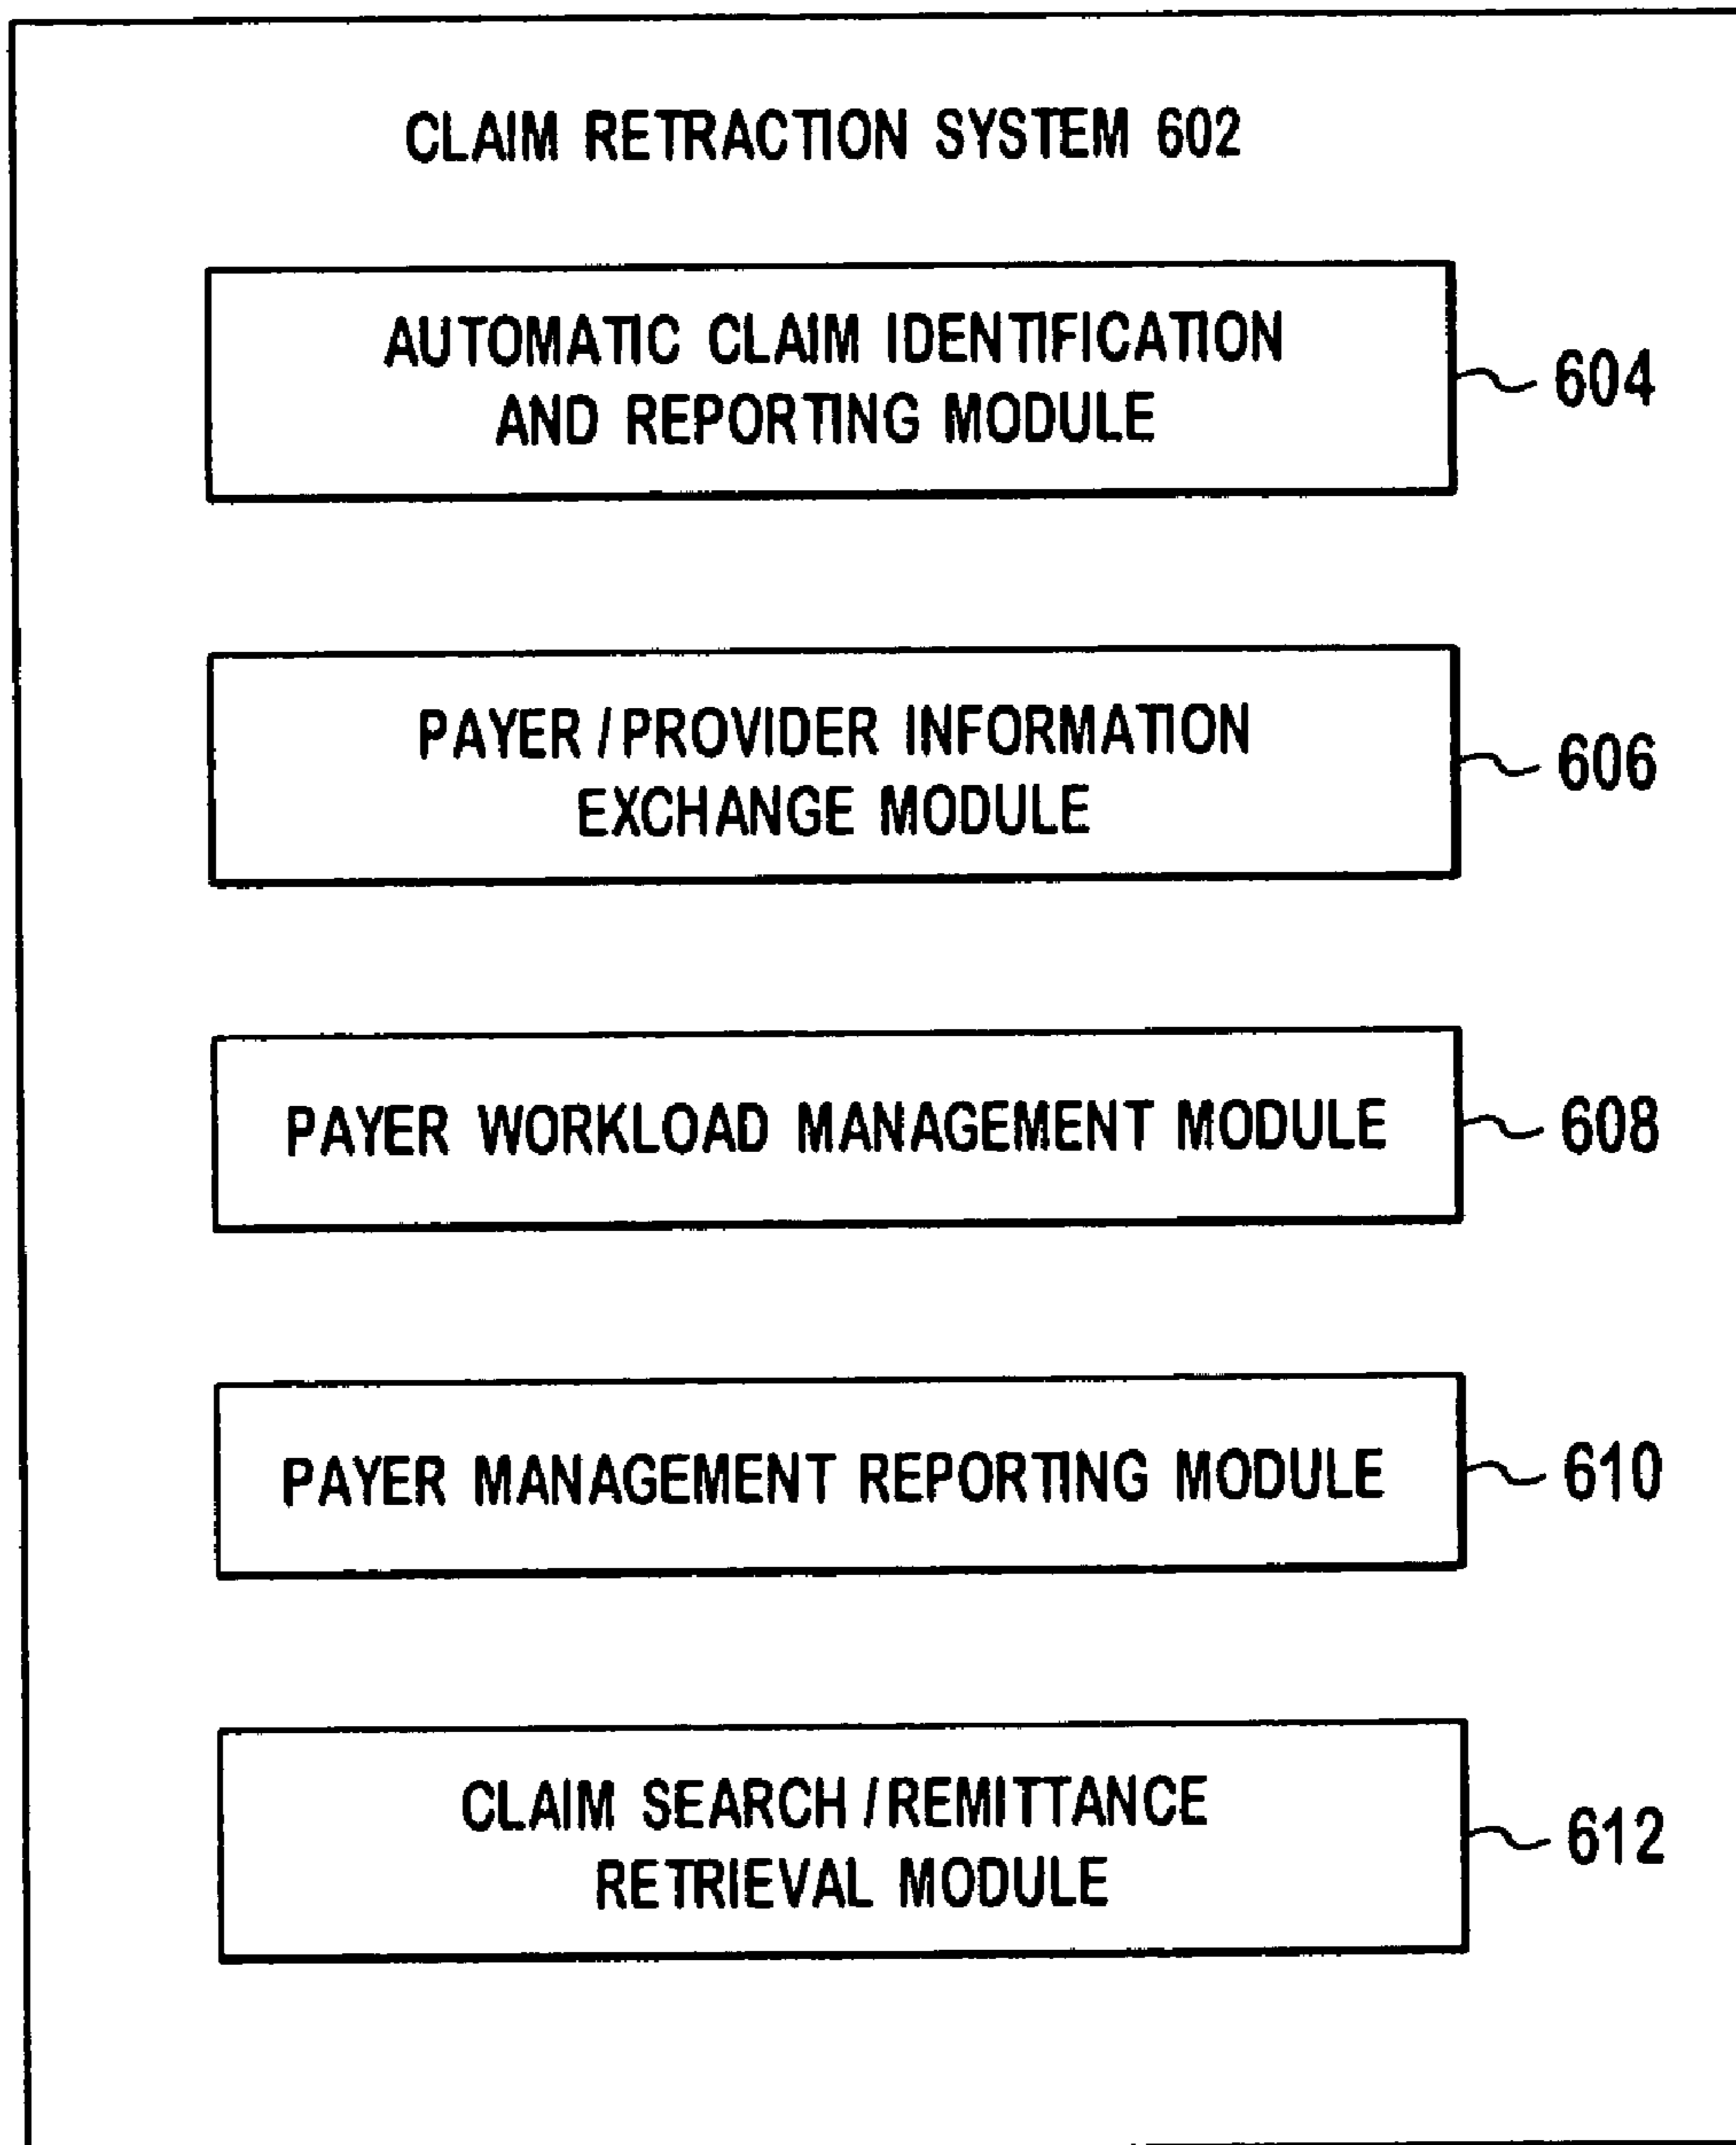 CLAIM RETRACTION SYSTEM 602
AUTOMATIC CLAIM IDENTIFICATION
AND REPORTING MODULE
604
PAYER/PROVIDER INFORMATION
EXCHANGE MODULE
606
PAYER WORKLOAD MANAGEMENT MODULE
608
PAYER MANAGEMENT REPORTING MODULE
610
CLAIM SEARCH/REMITTANCE
RETRIEVAL MODULE
612